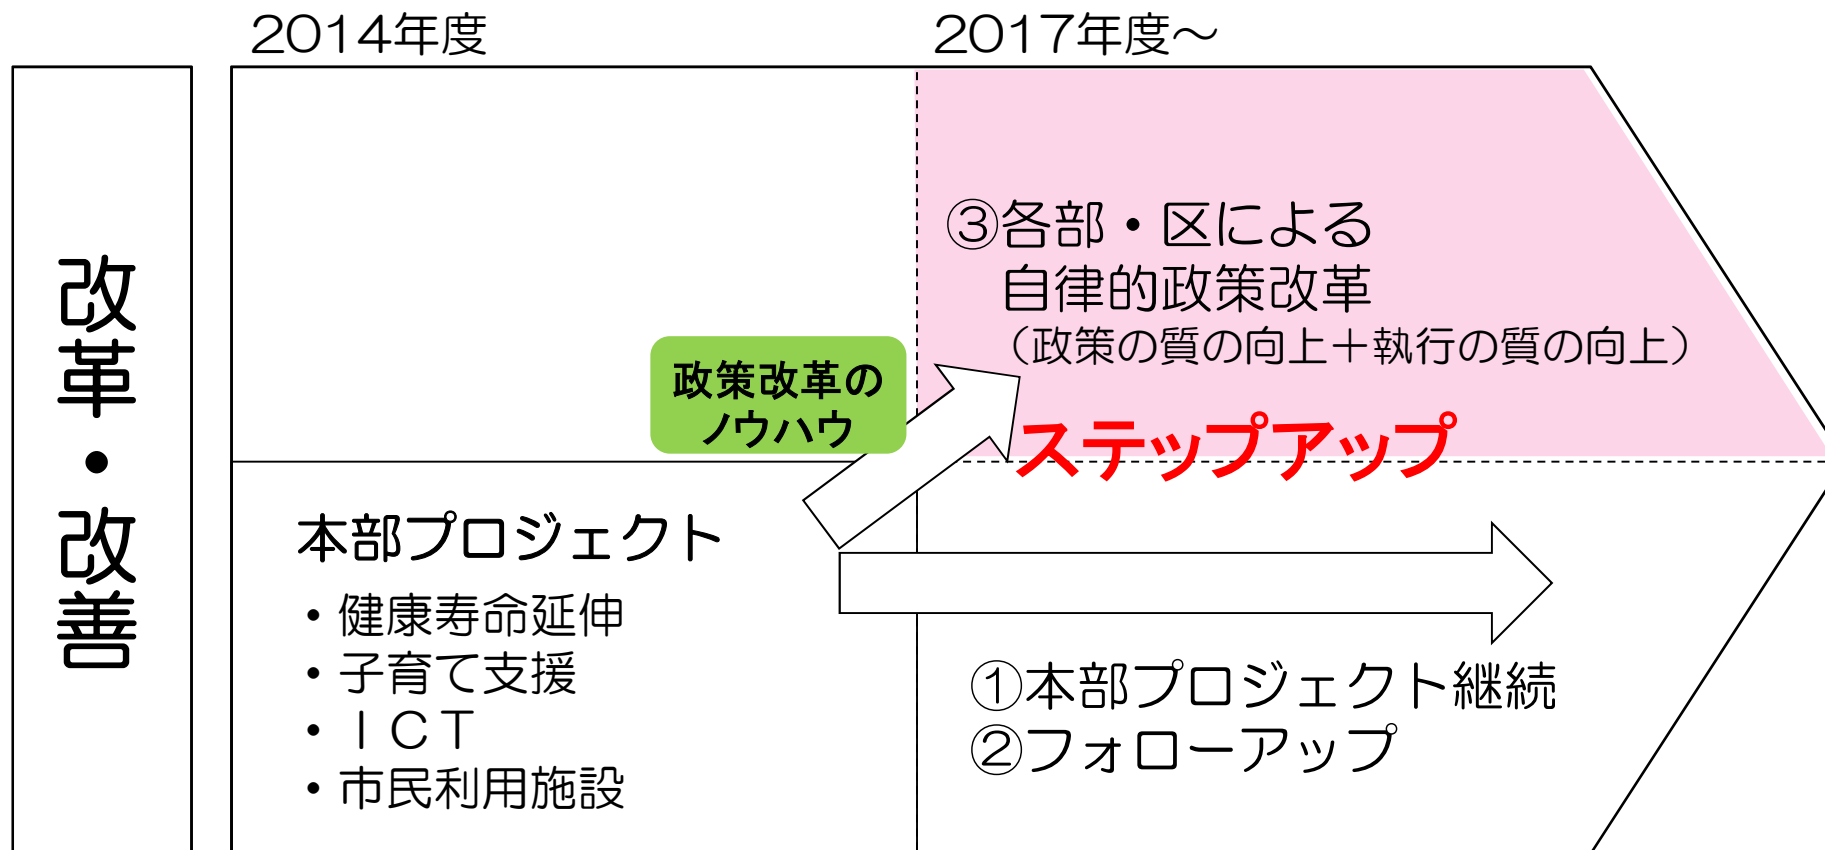 2014年度
2017年度～
改革・改善
③各部・区による
自律的政策改革
（政策の質の向上＋執行の質の向上）
政策改革の
ノウハウ
ステップアップ
本部プロジェクト
・健康寿命延伸
・子育て支援
・ＩＣＴ
・市民利用施設
①本部プロジェクト継続
②フォローアップ